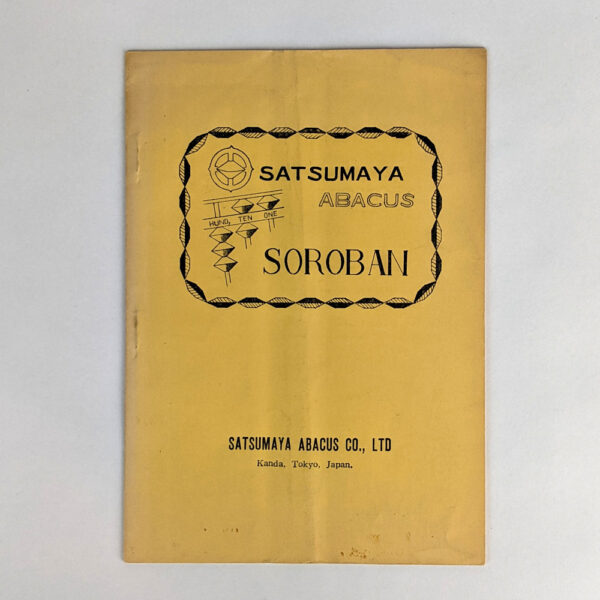 SATSUMAYA
ABACUS
HUND, TEN ONE
SOROBAN
SATSUMAYA ABACUS CO., LTD
Kanda, Tokyo, Japan.